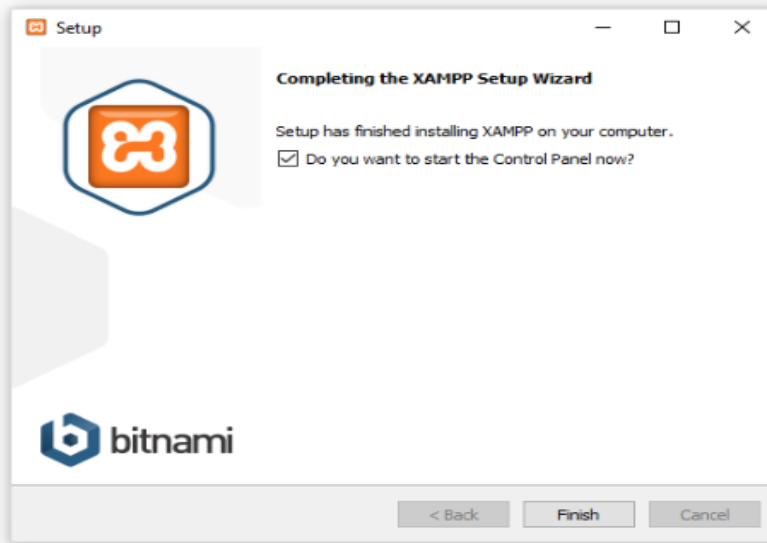 Setup
Completing the XAMPP Setup Wizard
Setup has finished installing XAMPP on your computer.
Do you want to start the Control Panel now?
bitnami
< Back
Finish
Cancel